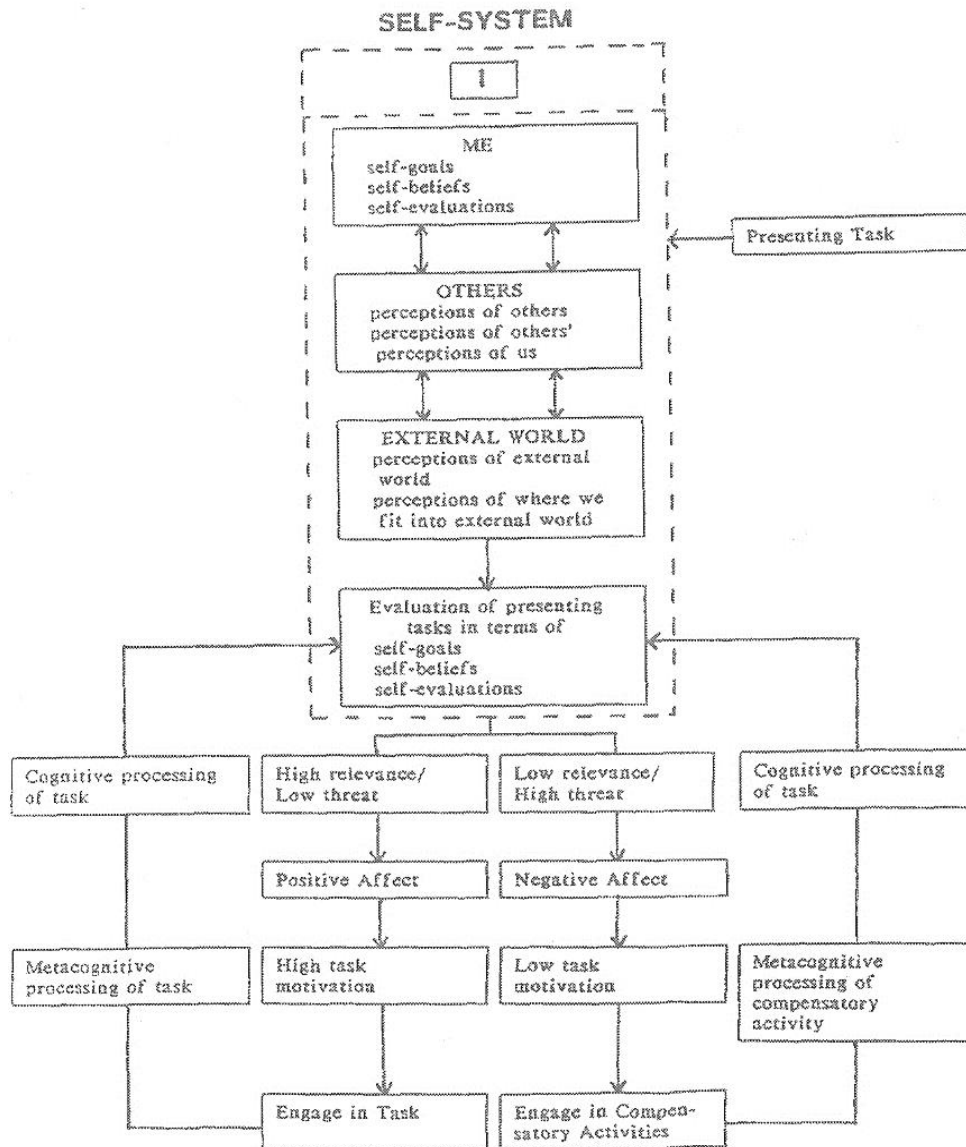 SELF-SYSTEM
I
ME
self-goals
self-beliefs
self-evaluations
Presenting Task
OTHERS
perceptions of others
perceptions of others'
perceptions of us
EXTERNAL WORLD
perceptions of external
world
perceptions of where we
fit into external world
Evaluation of presenting
tasks in terms of
self-goals
self-beliefs
self-evaluations
Cognitive processing
of task
High relevance/
Low threat
Low relevance/
High threat
Cognitive processing
of task
Positive Affect
Negative Affect
Metacognitive
processing of task
High task
motivation
Low task
motivation
Metacognitive
processing of
compensatory
activity
Engage in Task
Engage in Compen-
satory Activities